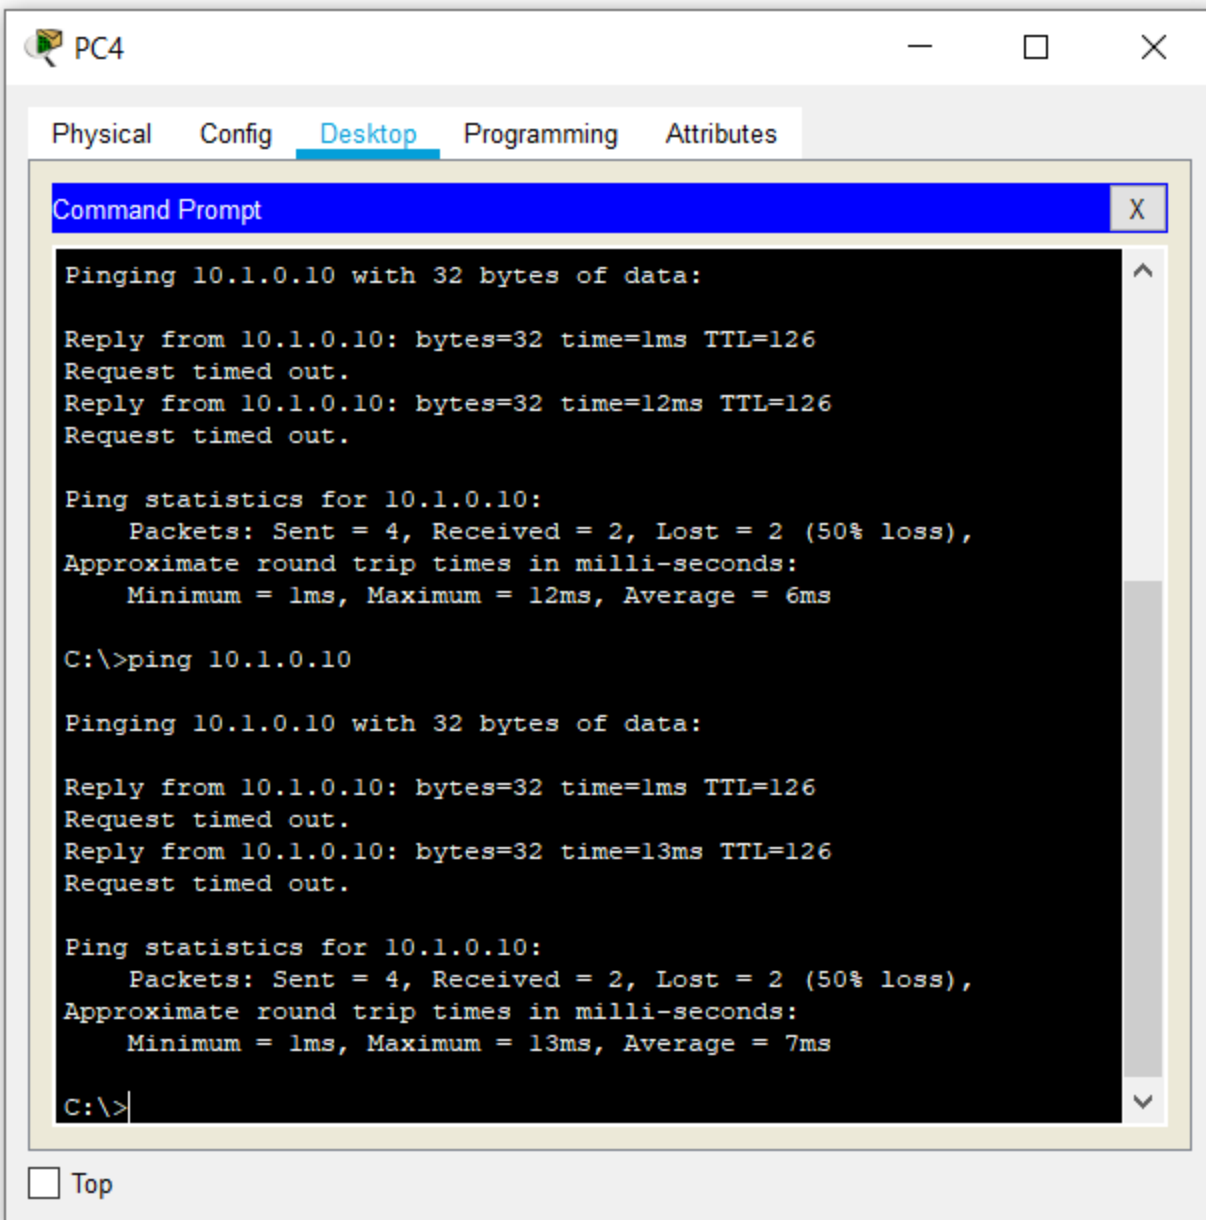 PC4
Physical Config Desktop Programming Attributes
Command Prompt X
Pinging 10.1.0.10 with 32 bytes of data:
Reply from 10.1.0.10: bytes=32 time=1ms TTL=126
Request timed out.
Reply from 10.1.0.10: bytes=32 time=12ms TTL=126
Request timed out.
Ping statistics for 10.1.0.10:
Packets: Sent = 4, Received = 2, Lost = 2 (50% loss),
Approximate round trip times in milli-seconds:
Minimum = 1ms, Maximum = 12ms, Average = 6ms
C:\>ping 10.1.0.10
Pinging 10.1.0.10 with 32 bytes of data:
Reply from 10.1.0.10: bytes=32 time=1ms TTL=126
Request timed out.
Reply from 10.1.0.10: bytes=32 time=13ms TTL=126
Request timed out.
Ping statistics for 10.1.0.10:
Packets: Sent = 4, Received = 2, Lost = 2 (50% loss),
Approximate round trip times in milli-seconds:
Minimum = 1ms, Maximum = 13ms, Average = 7ms
C:\>
Top